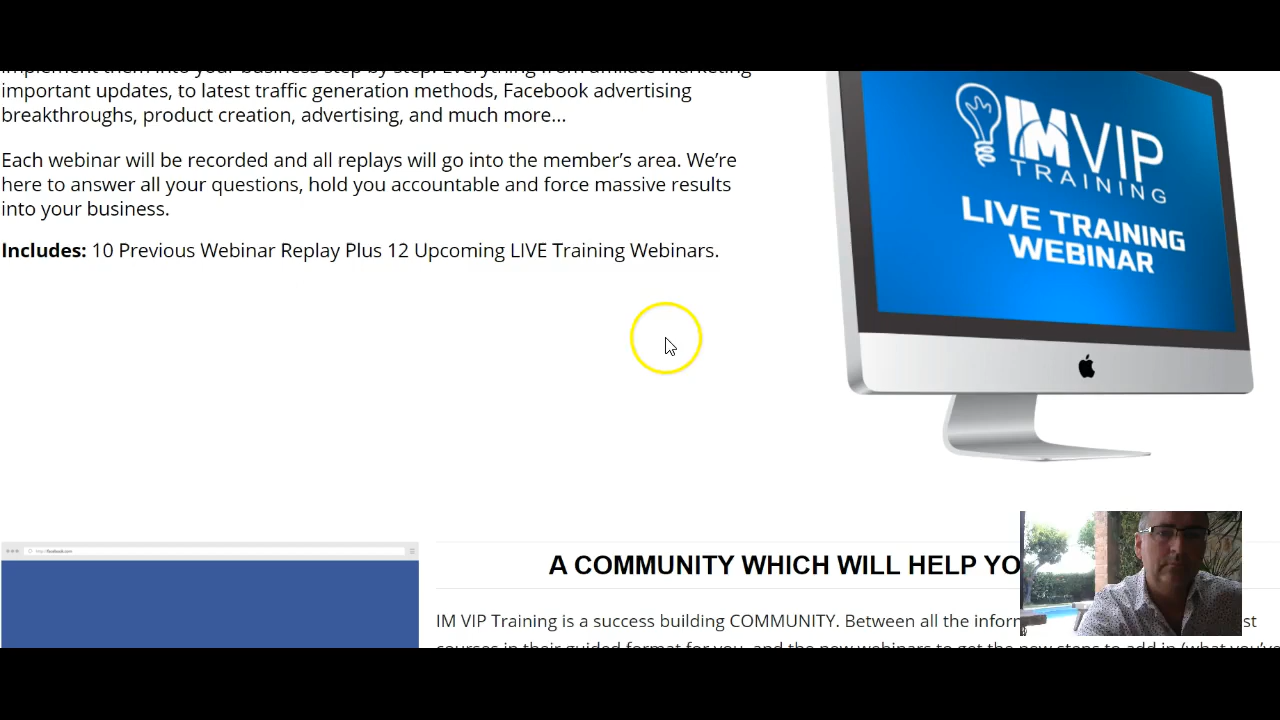 important updates, to latest traffic generation methods, Facebook advertising
breakthroughs, product creation, advertising, and much more...
Each webinar will be recorded and all replays will go into the member's area. We're
here to answer all your questions, hold you accountable and force massive results
into your business.
Includes: 10 Previous Webinar Replay Plus 12 Upcoming LIVE Training Webinars.
IM VIP
TRAINING
LIVE TRAINING
WEBINAR
A COMMUNITY WHICH WILL HELP YO
IM VIP Training is a success building COMMUNITY. Between all the infor